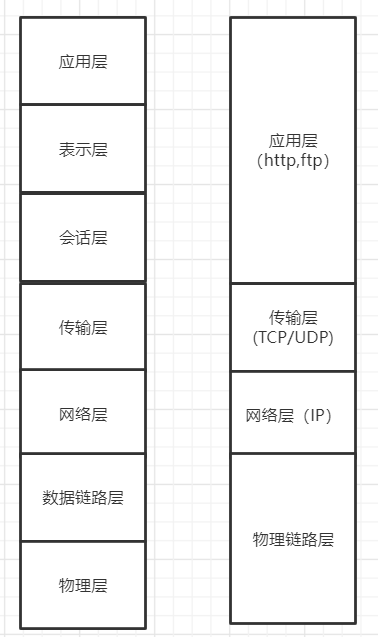 应用层
表示层
会话层
传输层
网络层
数据链路层
物理层
应用层
（http,ftp）
传输层
(TCP/UDP)
网络层（IP）
物理链路层